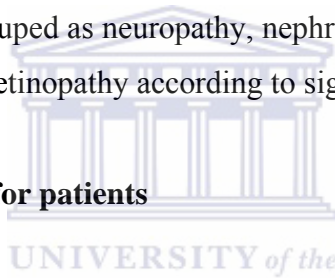 uped as neuropathy, nephr
etinopathy according to sig
for patients
UNIVERSITY of the